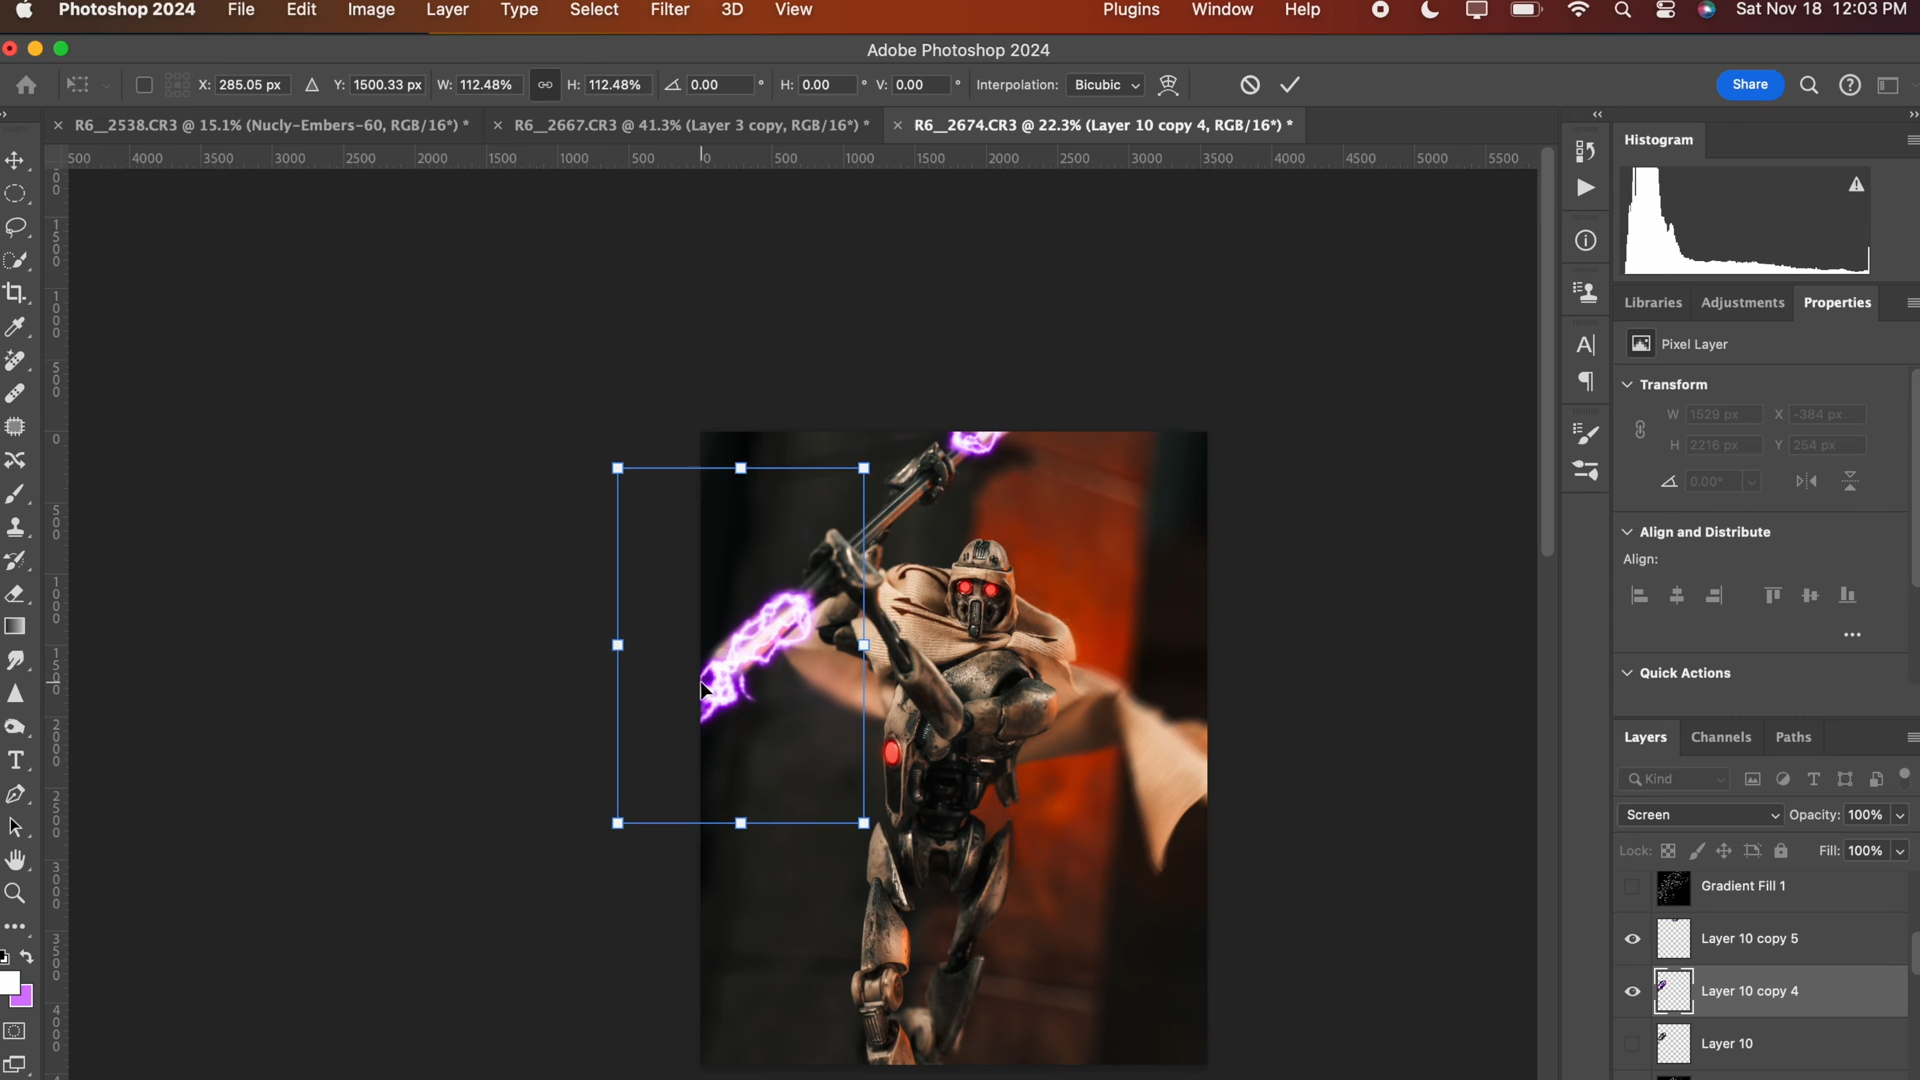 Photoshop 2024 File Edit Image Layer Type Select Filter 3D View Plugins Window Help Sat Nov 18 12:03 PM
Adobe Photoshop 2024
X: 285.05 px Y: 1500.33 px W: 112.48% H: 112.48% 0.00 ° H: 0.00 ° V: 0.00 ° Interpolation: Bicubic Share
R6__2538.CR3 @ 15.1% (Nucly-Embers-60, RGB/16*) * R6__2667.CR3 @ 41.3% (Layer 3 copy, RGB/16*) * R6__2674.CR3 @ 22.3% (Layer 10 copy 4, RGB/16*) *
500 4000 3500 3000 2500 2000 1500 1000 500 0 500 1000 1500 2000 2500 3000 3500 4000 4500 5000 5500
Histogram
Libraries Adjustments Properties
Pixel Layer
Transform
W 1529 px X -384 px
H 2216 px Y 254 px
0.00°
Align and Distribute
Align:
Quick Actions
Layers Channels Paths
Kind
Screen Opacity: 100%
Lock: Fill: 100%
Gradient Fill 1
Layer 10 copy 5
Layer 10 copy 4
Layer 10